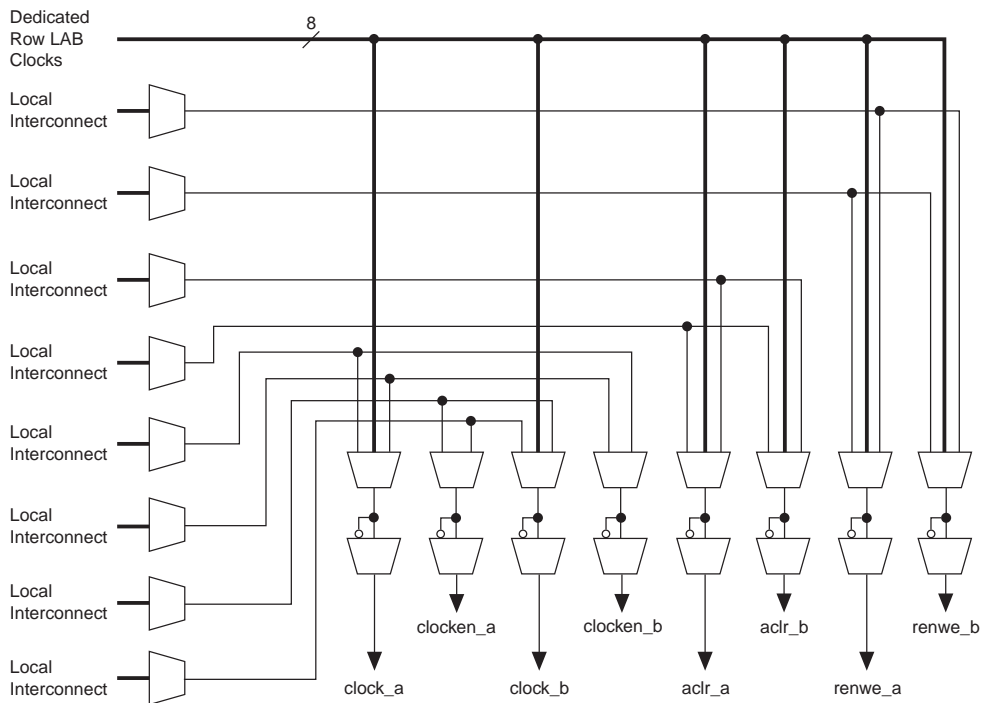 Dedicated
Row LAB
Clocks
8
Local
Interconnect
Local
Interconnect
Local
Interconnect
Local
Interconnect
Local
Interconnect
Local
Interconnect
Local
Interconnect
Local
Interconnect
clocken_a
clocken_b
aclr_b
renwe_b
clock_a
clock_b
aclr_a
renwe_a